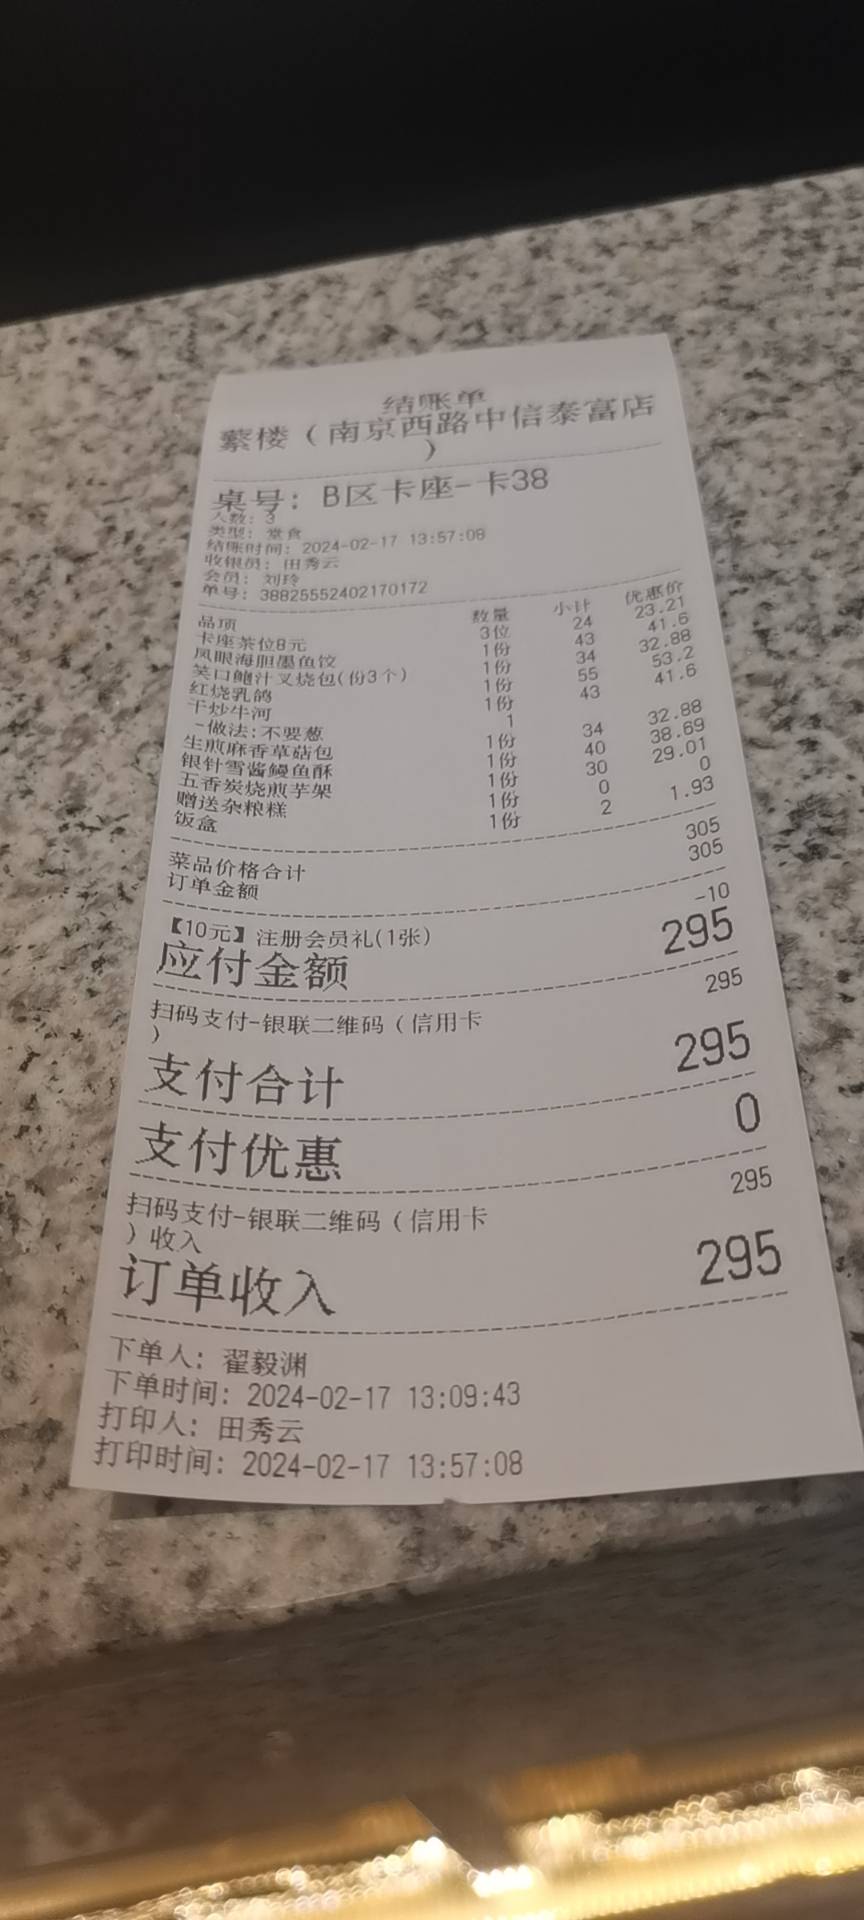 结账单
蘩楼（南京西路中信泰富店
）
桌号：B区卡座-卡38
人数：3
类型：堂食
结账时间：2024-02-17 13:57:08
收银员：田秀云
会员：刘玲
单号：38825552402170172
品项 数量 小计 优惠价
卡座茶位8元 3位 24 23.21
凤眼海胆墨鱼饺 1份 43 41.6
笑口鲍汁叉烧包(份3个) 1份 34 32.88
红烧乳鸽 1份 55 53.2
干炒牛河 1份 43 41.6
-做法:不要葱 1
生煎麻香草菇包 1份 34 32.88
银针雪酱鳗鱼酥 1份 40 38.69
五香炭烧煎芋架 1份 30 29.01
赠送杂粮糕 1份 0 0
饭盒 1份 2 1.93
菜品价格合计 305
订单金额 305
【10元】注册会员礼(1张) -10
应付金额 295
扫码支付-银联二维码（信用卡
） 295
支付合计 295
支付优惠 0
扫码支付-银联二维码（信用卡
）收入 295
订单收入 295
下单人：翟毅渊
下单时间：2024-02-17 13:09:43
打印人：田秀云
打印时间：2024-02-17 13:57:08